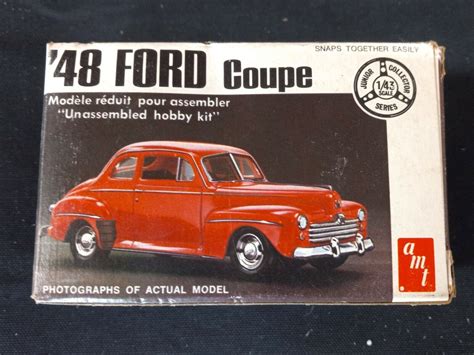 SNAPS TOGETHER EASILY
'48 FORD Coupe
Modèle réduit pour assembler
"Unassembled hobby kit"
JUNIOR COLLECTOR
1/43
SCALE
SERIES
amt
PHOTOGRAPHS OF ACTUAL MODEL